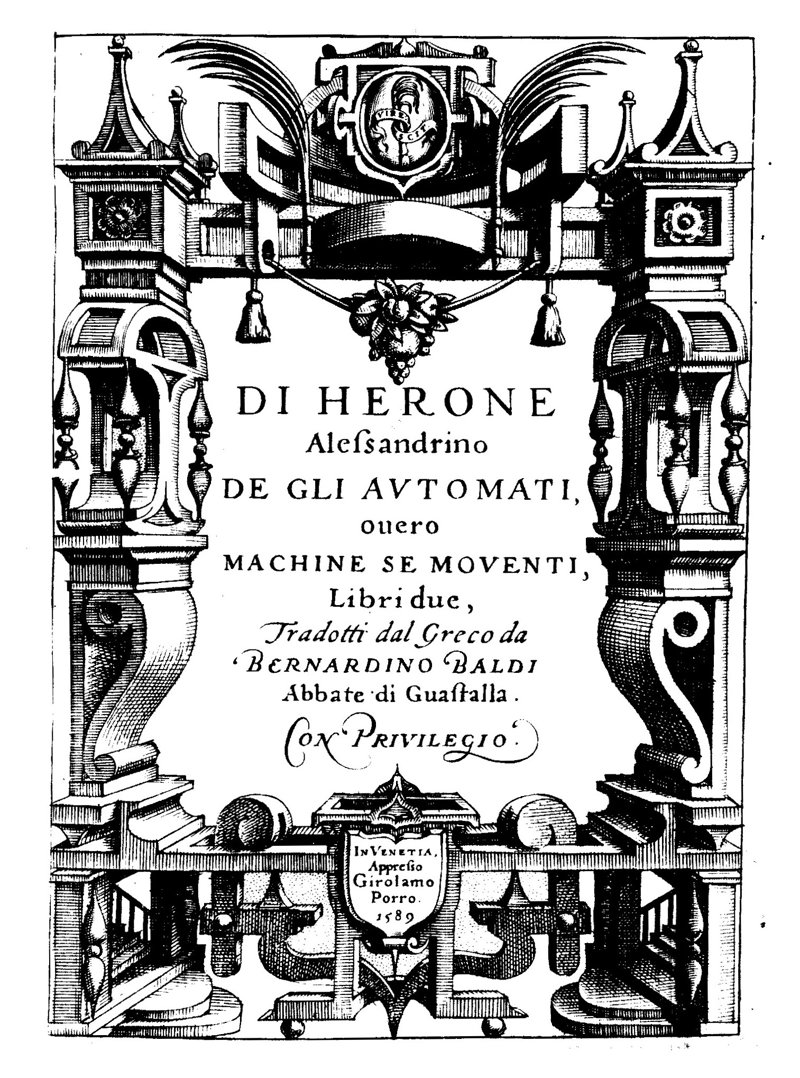 DI HERONE
Aleſsandrino
DE GLI AVTOMATI,
ouero
MACHINE SE MOVENTI,
Libri due,
Tradotti dal Greco da
BERNARDINO BALDI
Abbate di Guaſtalla.
CON PRIVILEGIO.
IN VENETIA,
Appreſſo
Girolamo
Porro.
1589